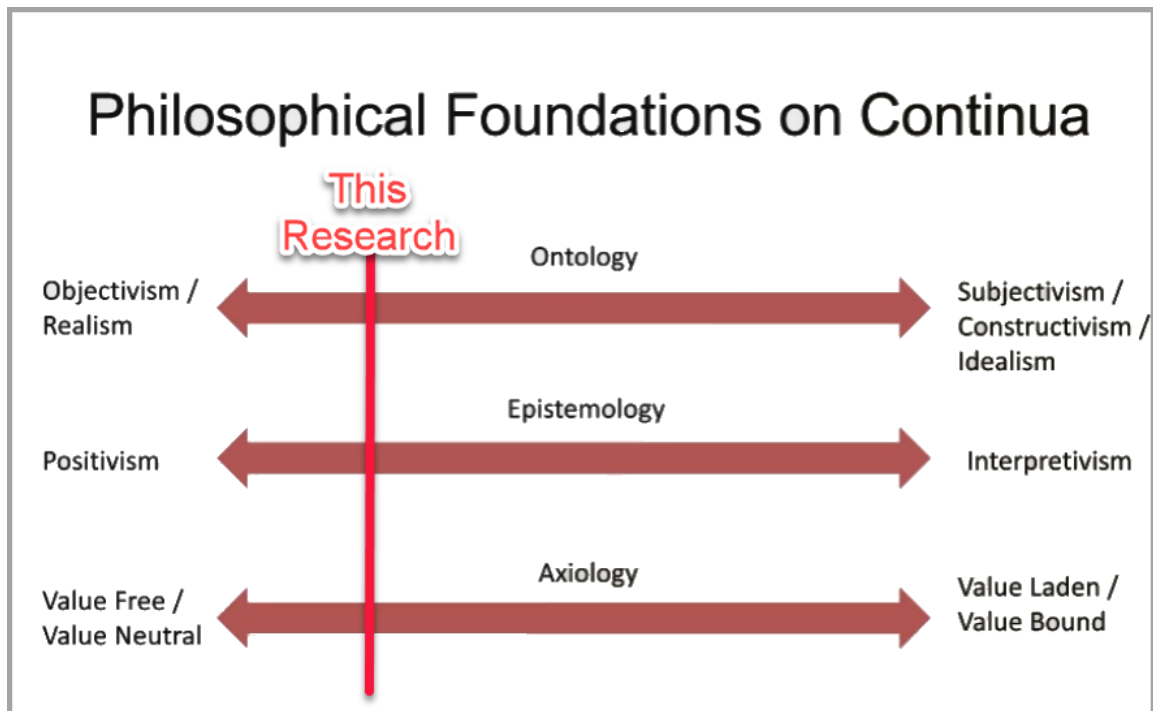 Philosophical Foundations on Continua
This
Research
Ontology
Objectivism /
Realism
Subjectivism /
Constructivism /
Idealism
Epistemology
Positivism
Interpretivism
Axiology
Value Free /
Value Neutral
Value Laden /
Value Bound